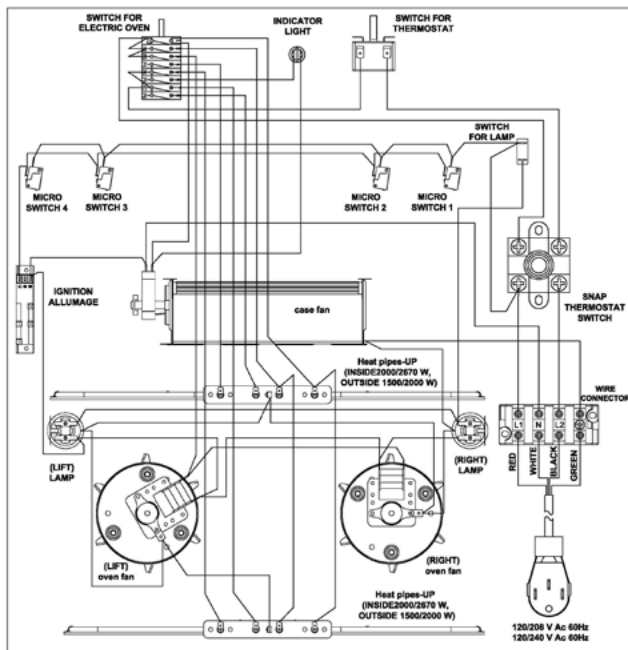 SWITCH FOR
ELECTRIC OVEN
INDICATOR
LIGHT
SWITCH FOR
THERMOSTAT
SWITCH
FOR LAMP
MICRO
SWITCH 4
MICRO
SWITCH 3
MICRO
SWITCH 2
MICRO
SWITCH 1
IGNITION
ALLUMAGE
case fan
SNAP
THERMOSTAT
SWITCH
Heat pipes-UP
(INSIDE2000/2670 W,
OUTSIDE 1500/2000 W)
WIRE
CONNECTOR
L1 N L2
(LIFT)
LAMP
(RIGHT)
LAMP
RED
WHITE
BLACK
GREEN
(LIFT)
oven fan
(RIGHT)
oven fan
Heat pipes-UP
(INSIDE2000/2670 W,
OUTSIDE 1500/2000 W)
120/208 V Ac 60Hz
120/240 V Ac 60Hz